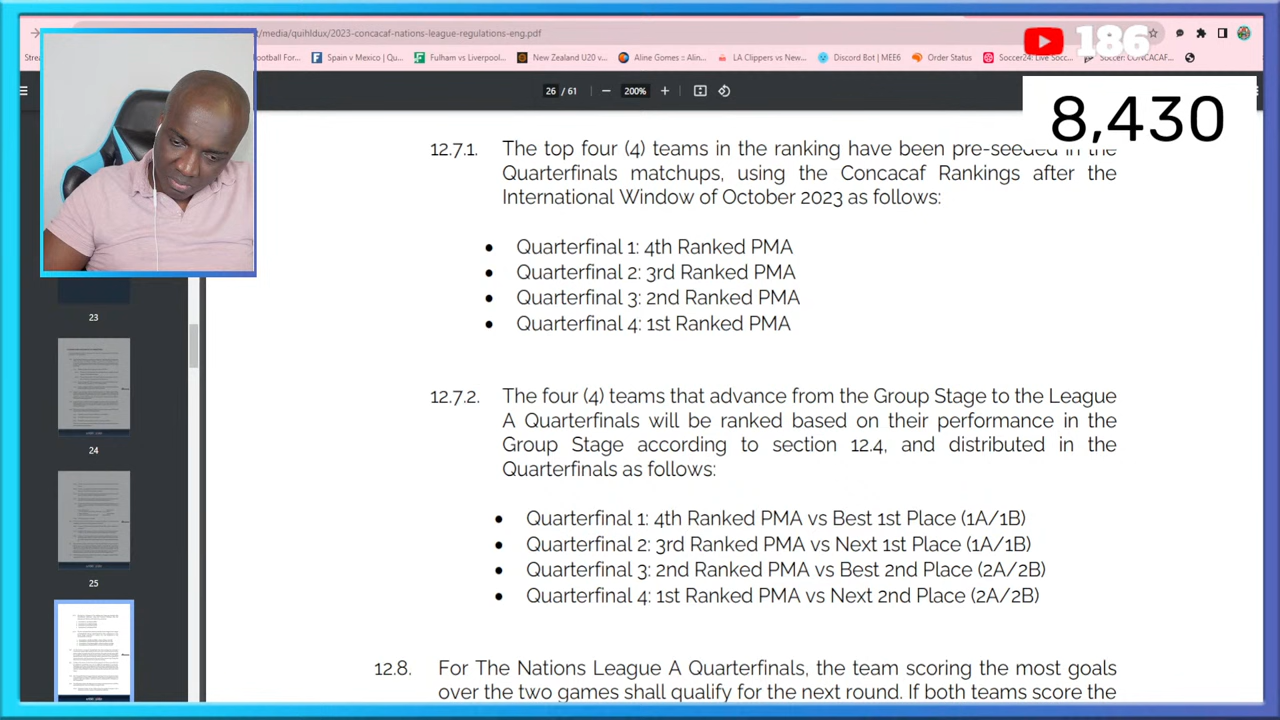 t/media/quihldux/2023-concacaf-nations-league-regulations-eng.pdf
186
Strea
ootball For...
Spain v Mexico | Qu...
Fulham vs Liverpool...
New Zealand U20 v...
Aline Gomes :: Alin...
LA Clippers vs New...
Discord Bot | MEE6
Order Status
Soccer24: Live Socc...
Soccer: CONCACAF...
26 / 61
200%
8,430
12.7.1. The top four (4) teams in the ranking have been pre-seeded in the
Quarterfinals matchups, using the Concacaf Rankings after the
International Window of October 2023 as follows:
• Quarterfinal 1: 4th Ranked PMA
• Quarterfinal 2: 3rd Ranked PMA
• Quarterfinal 3: 2nd Ranked PMA
• Quarterfinal 4: 1st Ranked PMA
23
12.7.2. The four (4) teams that advance from the Group Stage to the League
A Quarterfinals will be ranked based on their performance in the
Group Stage according to section 12.4, and distributed in the
Quarterfinals as follows:
24
• Quarterfinal 1: 4th Ranked PMA vs Best 1st Place (1A/1B)
• Quarterfinal 2: 3rd Ranked PMA vs Next 1st Place (1A/1B)
• Quarterfinal 3: 2nd Ranked PMA vs Best 2nd Place (2A/2B)
• Quarterfinal 4: 1st Ranked PMA vs Next 2nd Place (2A/2B)
25
12.8. For The Nations League A Quarterfinals the team scoring the most goals
over the two games shall qualify for the next round. If both teams score the